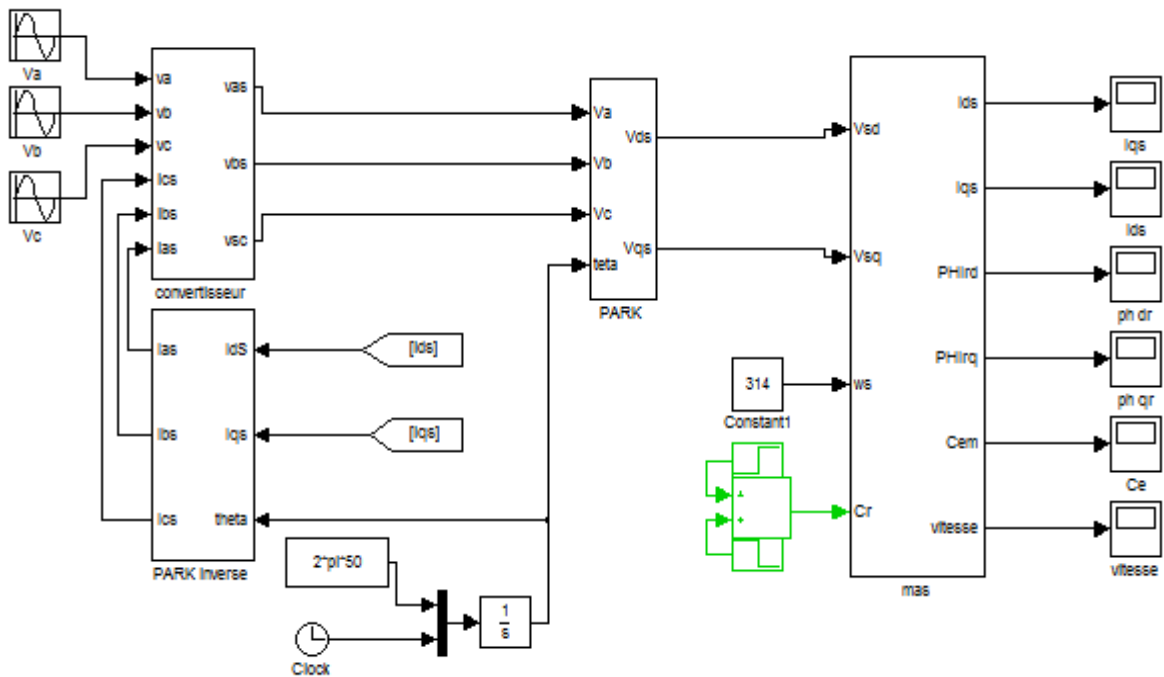 Va
Vb
Vc
va
vb
vc
Ics
Ibs
Ias
vas
vbs
vsc
convertisseur
Ias
Ibs
Ics
IdS
Iqs
theta
PARK Inverse
[Ids]
[Iqs]
2*pi*50
Clock
1
s
Va
Vb
Vc
teta
Vds
Vqs
PARK
314
Constant1
+
+
Vsd
Vsq
ws
Cr
Ids
Iqs
PHIrd
PHIrq
Cem
vitesse
mas
Iqs
Ids
ph dr
ph qr
Ce
vitesse